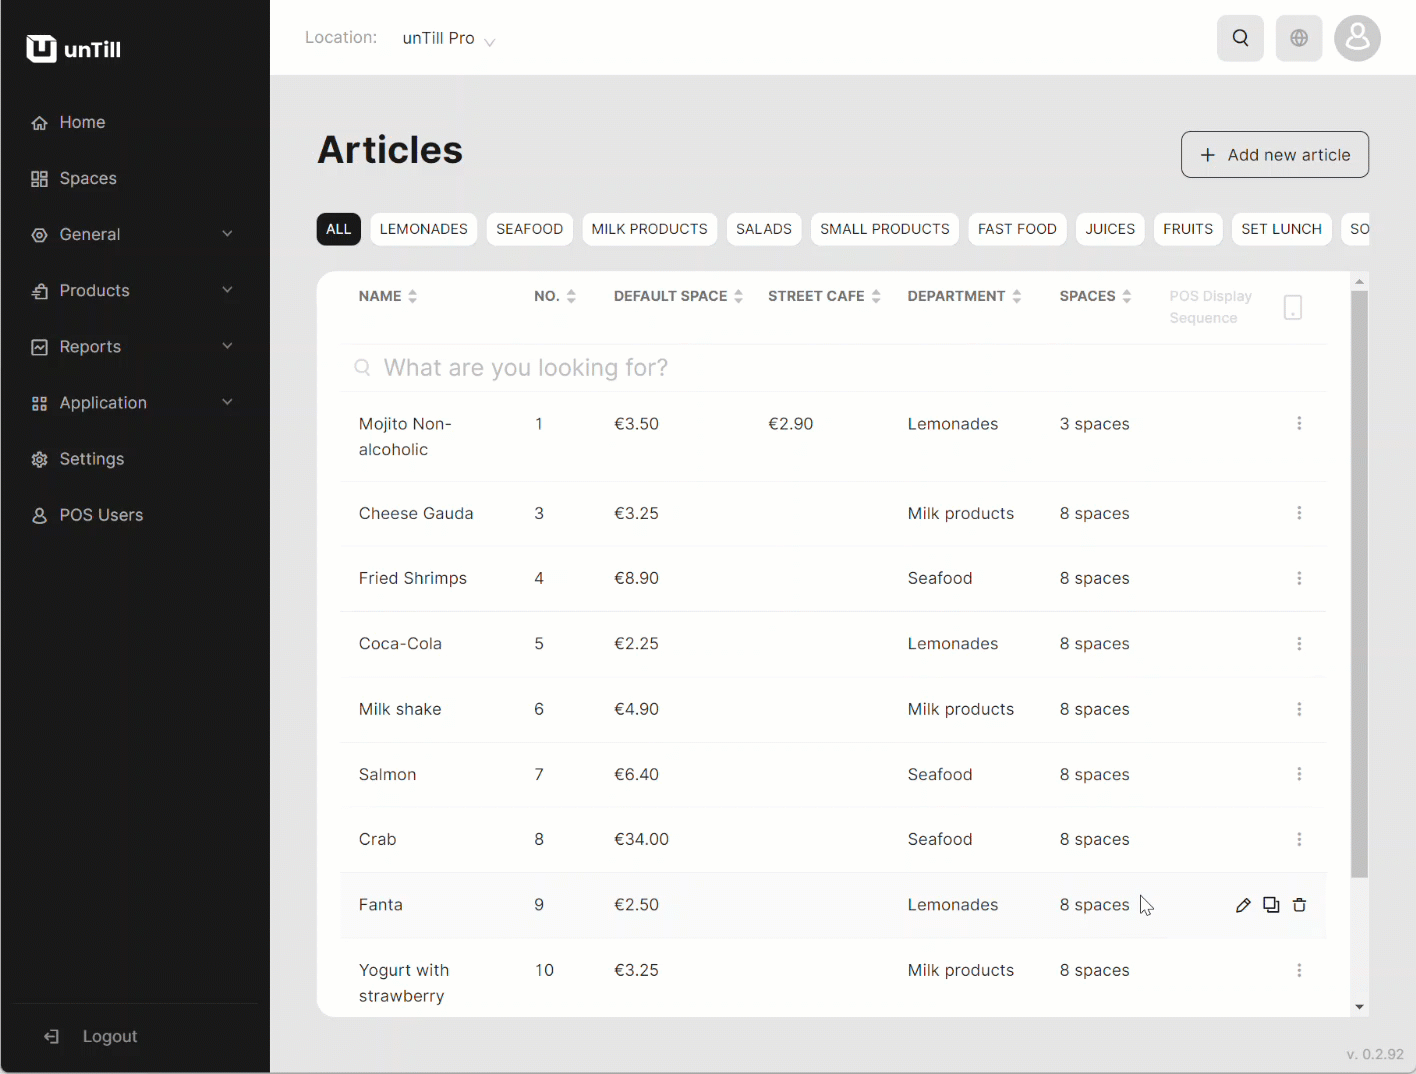 unTill
Location: unTill Pro
Home
Spaces
General
Products
Reports
Application
Settings
POS Users
Logout
Articles
Add new article
ALL LEMONADES SEAFOOD MILK PRODUCTS SALADS SMALL PRODUCTS FAST FOOD JUICES FRUITS SET LUNCH SO
NAME NO. DEFAULT SPACE STREET CAFE DEPARTMENT SPACES POS Display
Sequence
What are you looking for?
Mojito Non- 1 €3.50 €2.90 Lemonades 3 spaces
alcoholic
Cheese Gauda 3 €3.25 Milk products 8 spaces
Fried Shrimps 4 €8.90 Seafood 8 spaces
Coca-Cola 5 €2.25 Lemonades 8 spaces
Milk shake 6 €4.90 Milk products 8 spaces
Salmon 7 €6.40 Seafood 8 spaces
Crab 8 €34.00 Seafood 8 spaces
Fanta 9 €2.50 Lemonades 8 spaces
Yogurt with 10 €3.25 Milk products 8 spaces
strawberry
v. 0.2.92